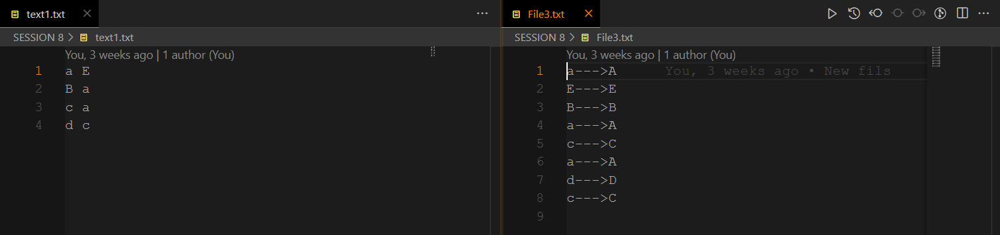 text1.txt
SESSION 8 > text1.txt
You, 3 weeks ago | 1 author (You)
1 a E
2 B a
3 c a
4 d c
File3.txt
SESSION 8 > File3.txt
You, 3 weeks ago | 1 author (You)
1 a--->A You, 3 weeks ago • New fils
2 E--->E
3 B--->B
4 a--->A
5 c--->C
6 a--->A
7 d--->D
8 c--->C
9